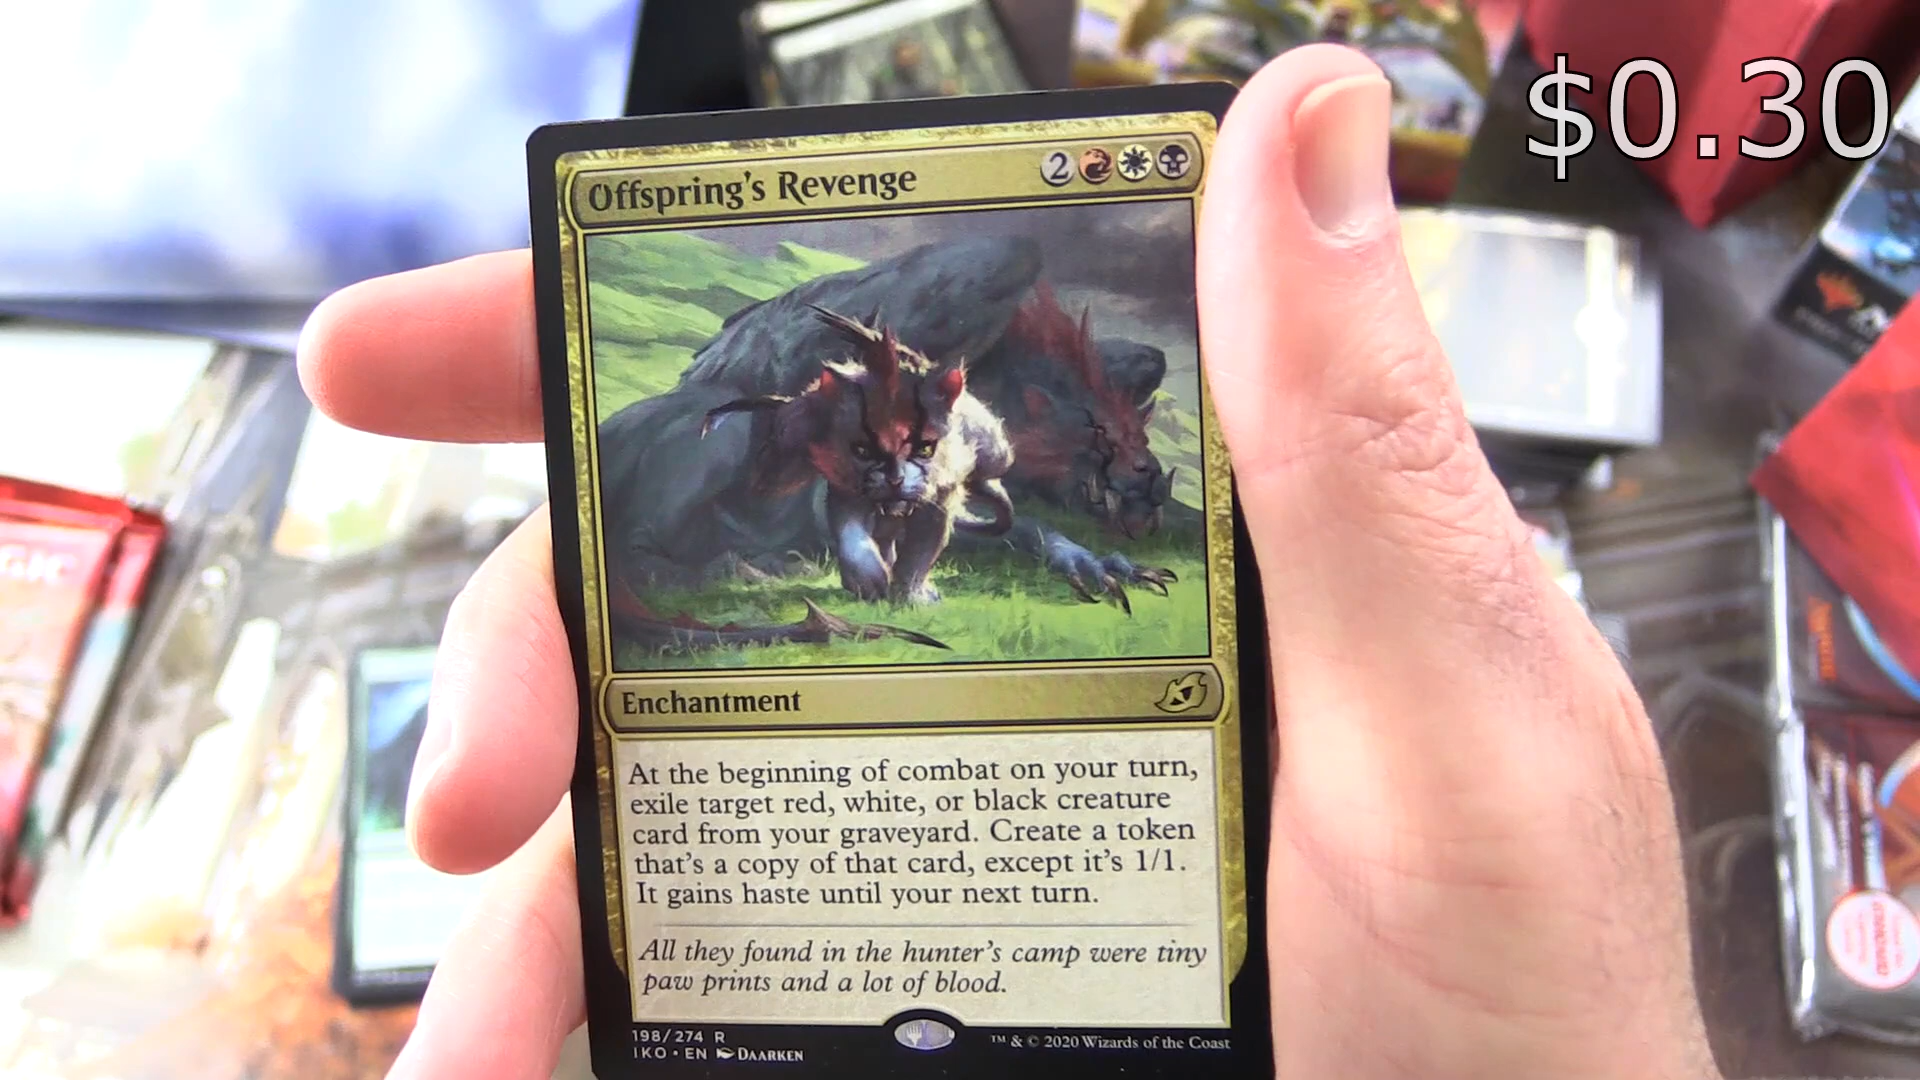 $0.30
Offspring's Revenge 2
Enchantment
At the beginning of combat on your turn,
exile target red, white, or black creature
card from your graveyard. Create a token
that's a copy of that card, except it's 1/1.
It gains haste until your next turn.
All they found in the hunter's camp were tiny
paw prints and a lot of blood.
198/274 R
IKO • EN DAARKEN
™ & © 2020 Wizards of the Coast